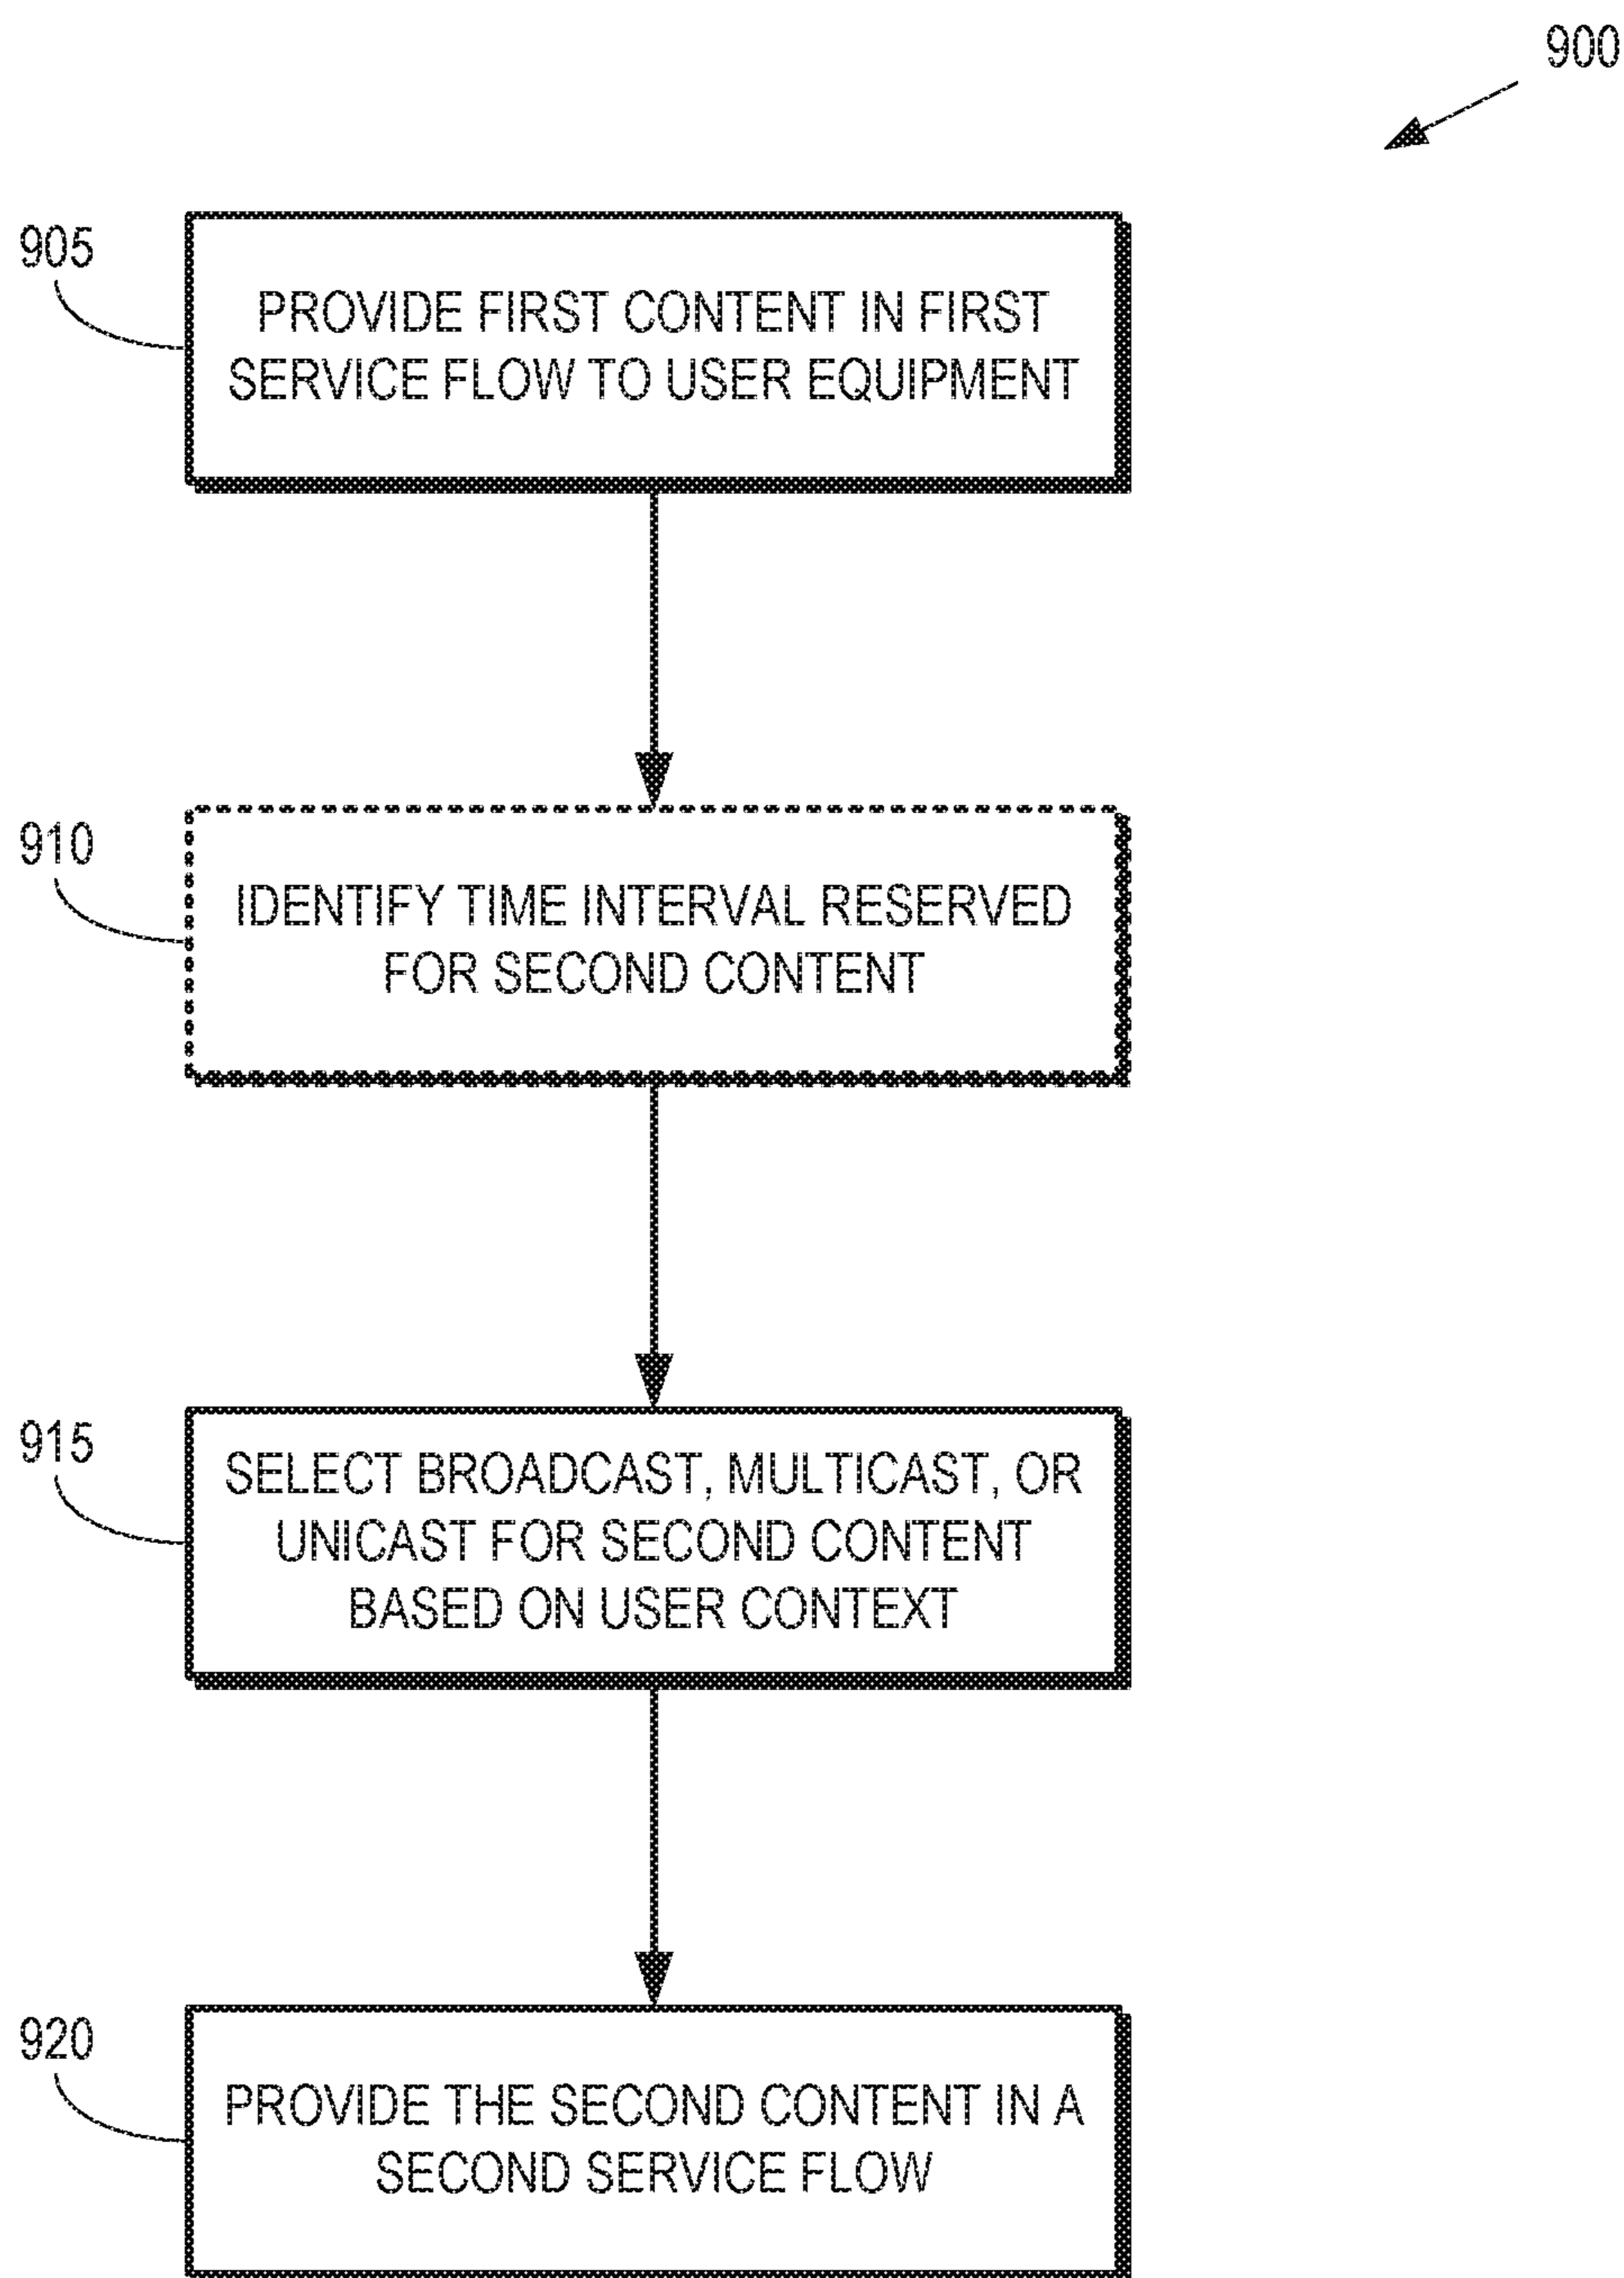 900
905
PROVIDE FIRST CONTENT IN FIRST
SERVICE FLOW TO USER EQUIPMENT
910
IDENTIFY TIME INTERVAL RESERVED
FOR SECOND CONTENT
915
SELECT BROADCAST, MULTICAST, OR
UNICAST FOR SECOND CONTENT
BASED ON USER CONTEXT
920
PROVIDE THE SECOND CONTENT IN A
SECOND SERVICE FLOW